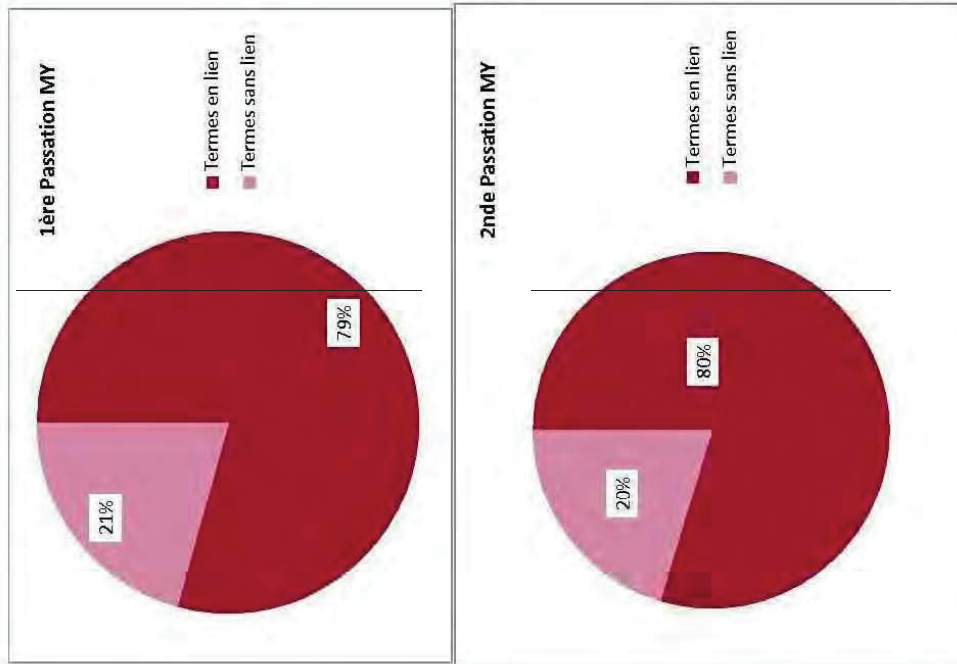 1ère Passation MY
Termes en lien
Termes sans lien
79%
21%
2nde Passation MY
Termes en lien
Termes sans lien
80%
20%